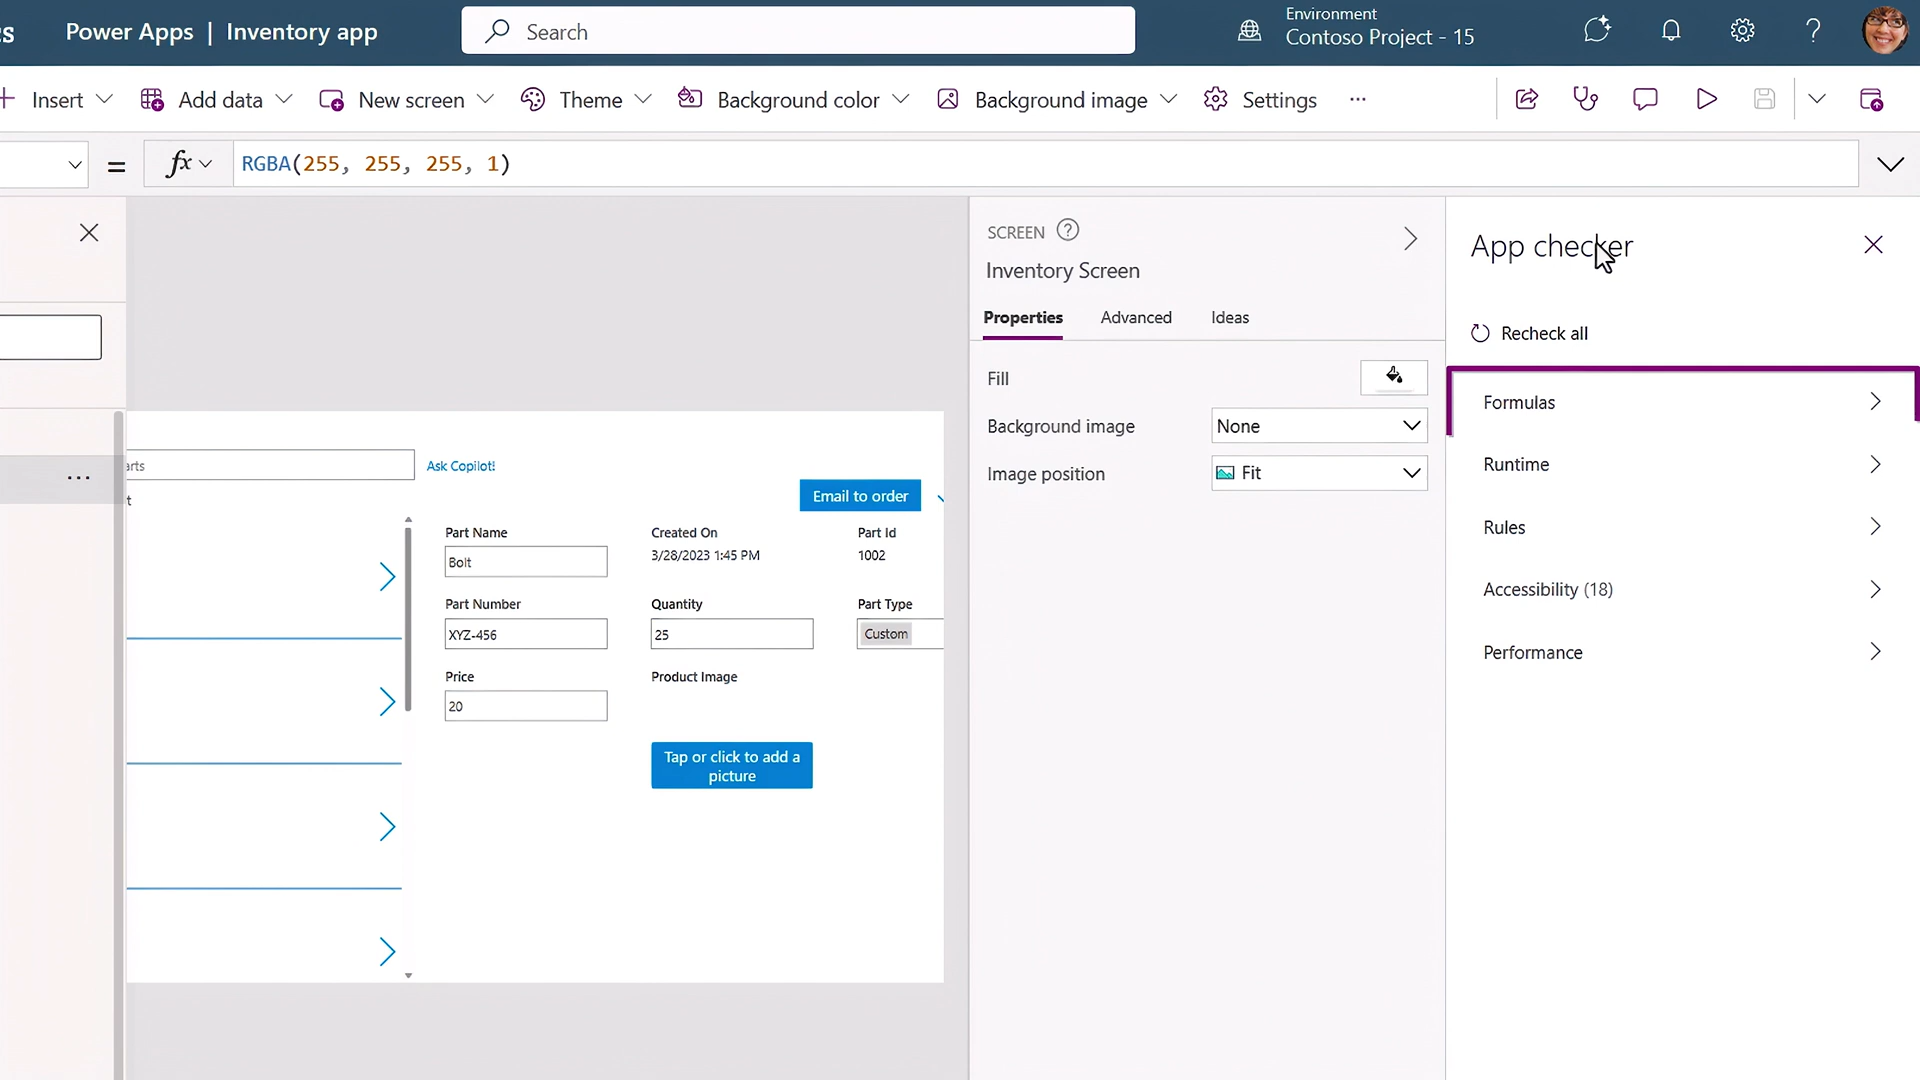 Power Apps | Inventory app
Search
Environment
Contoso Project - 15
?
Insert
Add data
New screen
Theme
Background color
Background image
Settings
...
=
fx
RGBA(255, 255, 255, 1)
SCREEN ?
Inventory Screen
Properties
Advanced
Ideas
Fill
Background image
None
Image position
Fit
App checker
Recheck all
Formulas
Runtime
Rules
Accessibility (18)
Performance
...
arts
Ask Copilot!
t
Email to order
Part Name
Created On
Part Id
Bolt
3/28/2023 1:45 PM
1002
Part Number
Quantity
Part Type
XYZ-456
25
Custom
Price
Product Image
20
Tap or click to add a
picture